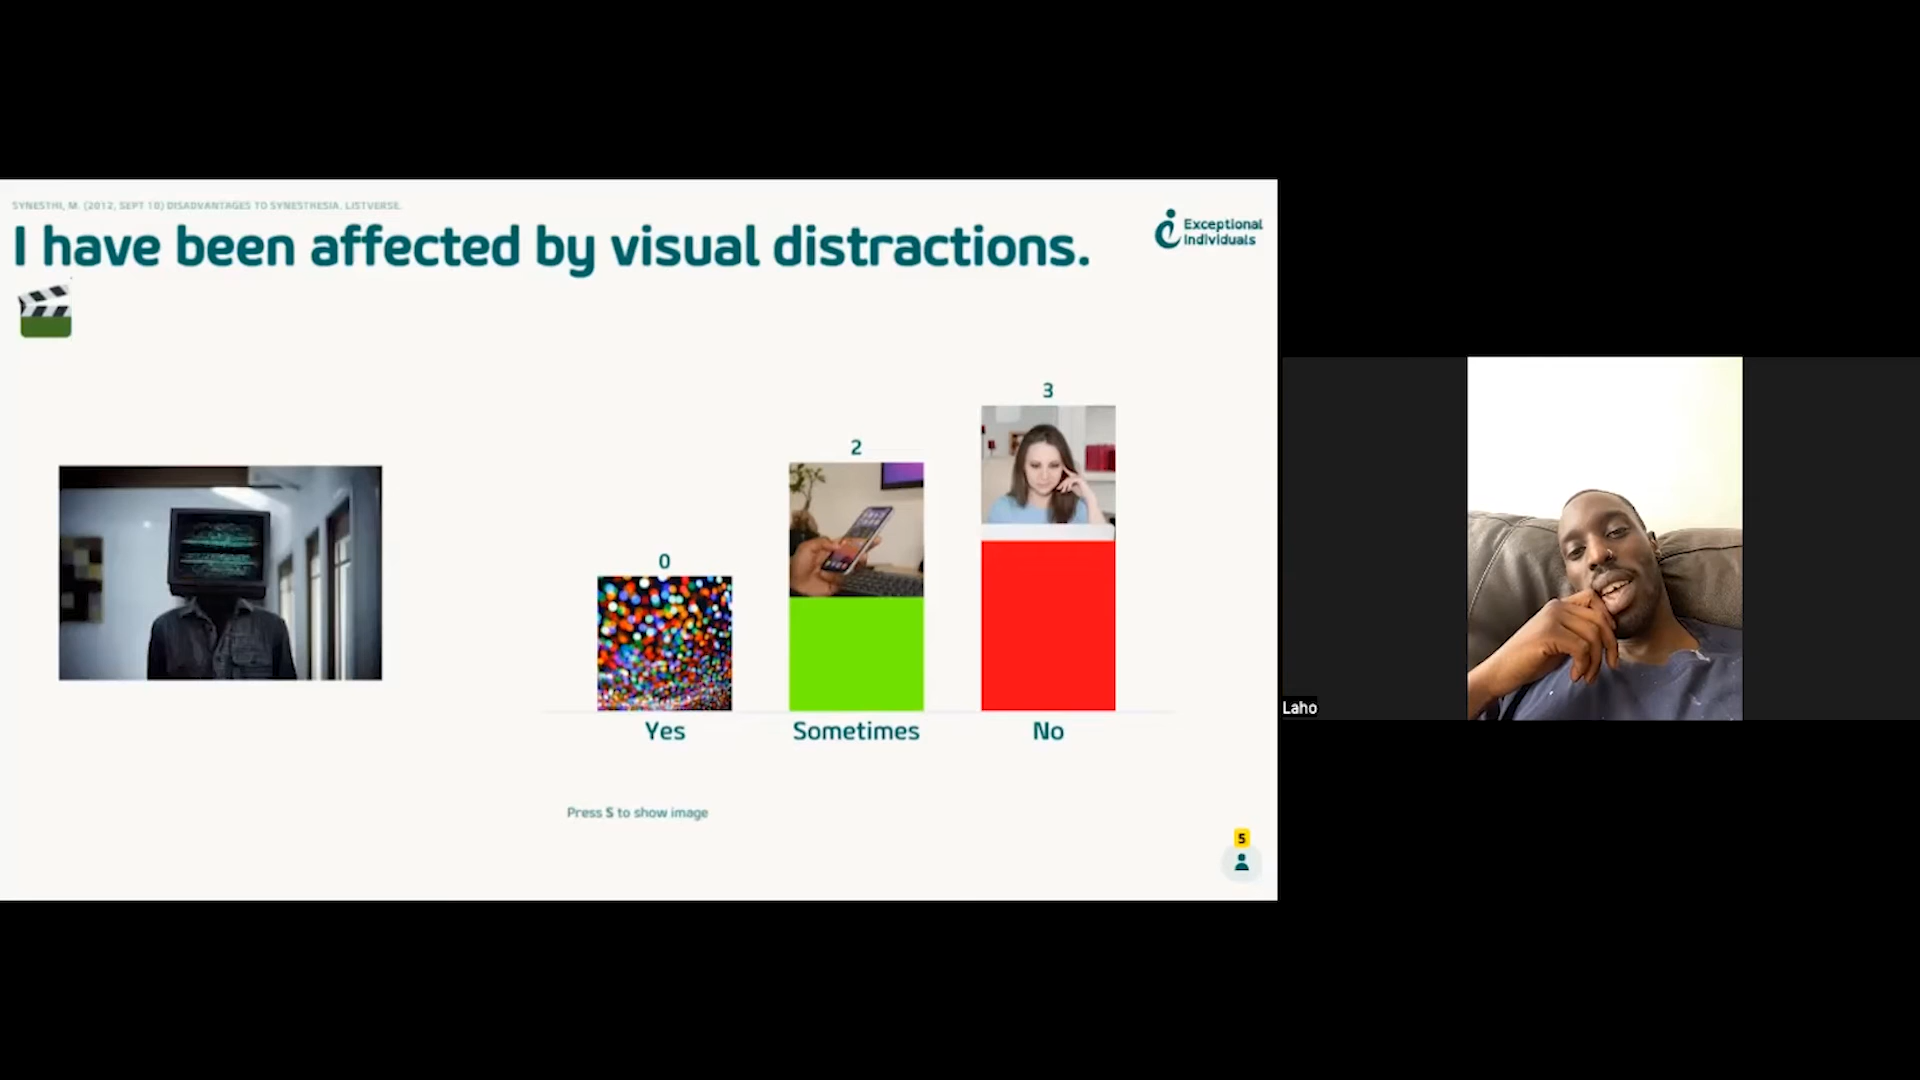 SYNESTHI, M. (2012, SEPT 10) DISADVANTAGES TO SYNESTHESIA. LISTVERSE.
I have been affected by visual distractions.
Exceptional
Individuals
0
2
3
Yes
Sometimes
No
Press S to show image
5
Laho